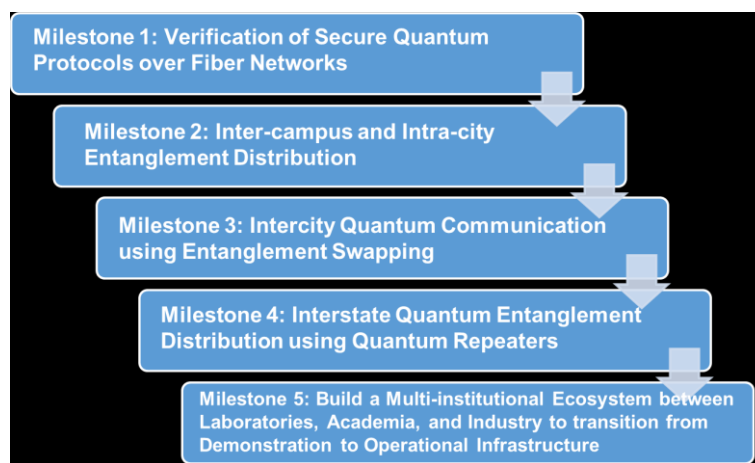 Milestone 1: Verification of Secure Quantum
Protocols over Fiber Networks
Milestone 2: Inter-campus and Intra-city
Entanglement Distribution
Milestone 3: Intercity Quantum Communication
using Entanglement Swapping
Milestone 4: Interstate Quantum Entanglement
Distribution using Quantum Repeaters
Milestone 5: Build a Multi-institutional Ecosystem between
Laboratories, Academia, and Industry to transition from
Demonstration to Operational Infrastructure